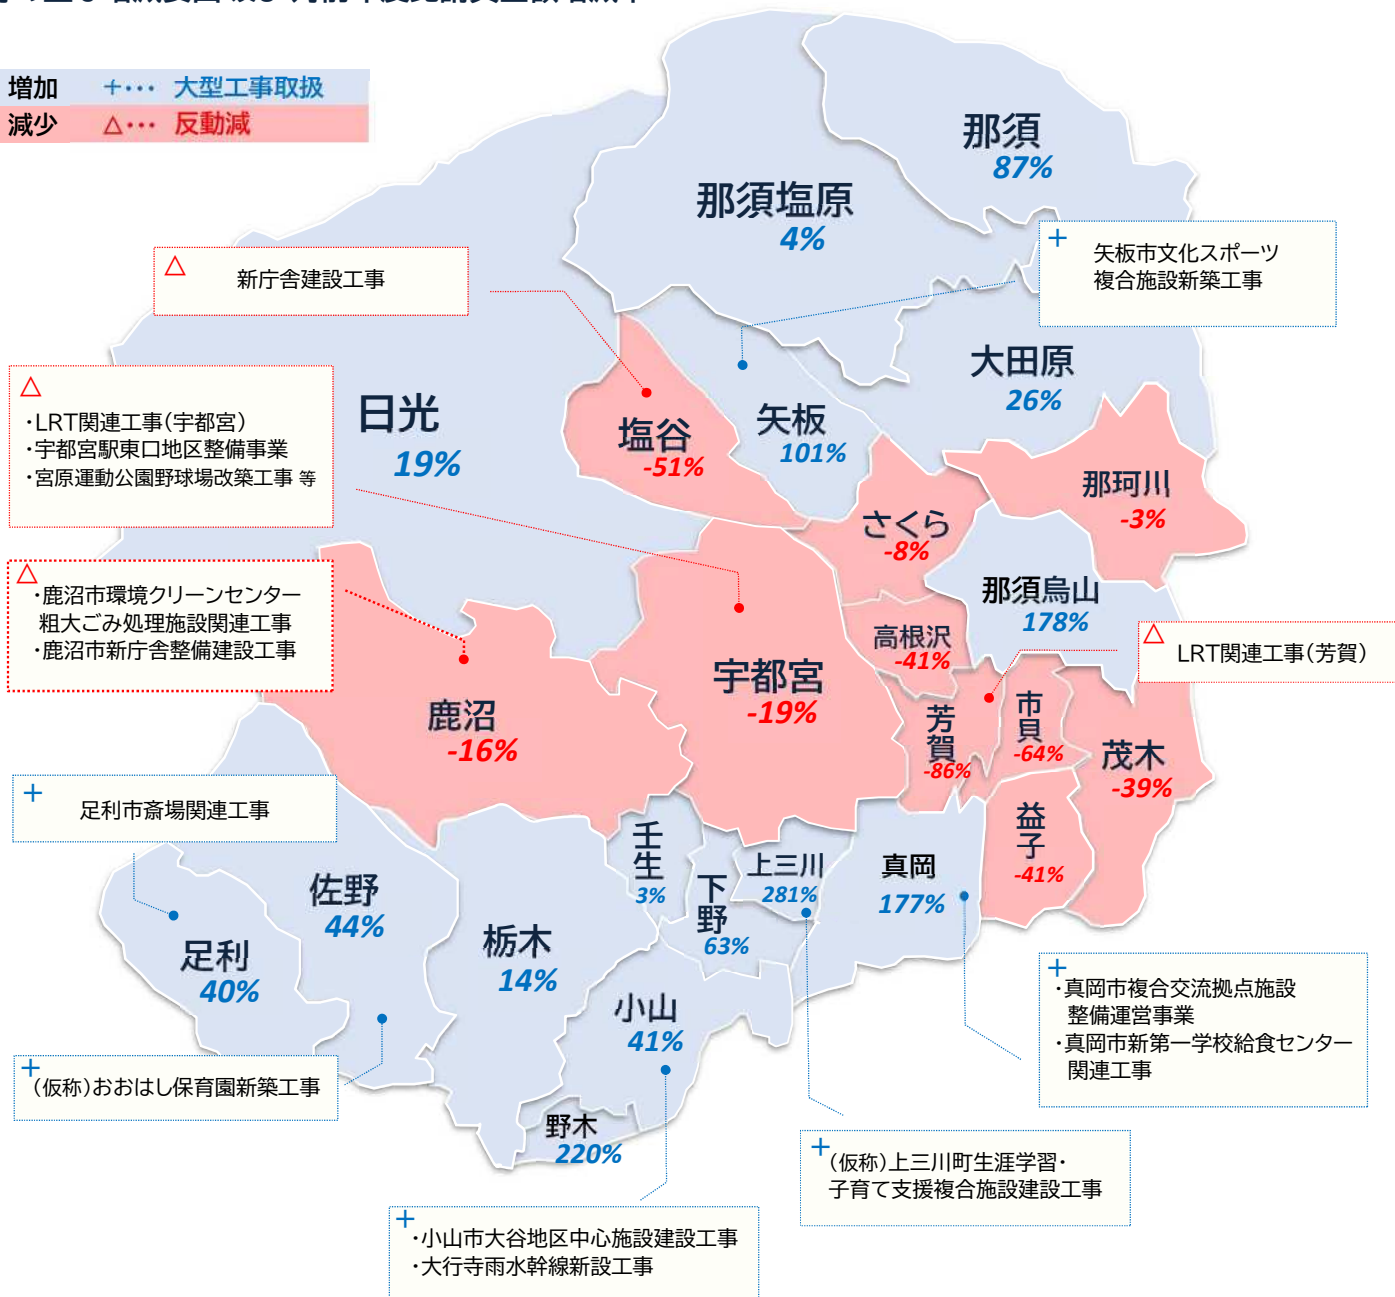 増加 ＋… 大型工事取扱
減少 △… 反動減
那須
87%
那須塩原
4%
＋
矢板市文化スポーツ
複合施設新築工事
△
新庁舎建設工事
大田原
26%
△
・LRT関連工事（宇都宮）
・宇都宮駅東口地区整備事業
・宮原運動公園野球場改築工事 等
日光
19%
塩谷
-51%
矢板
101%
那珂川
-3%
さくら
-8%
那須烏山
178%
△
・鹿沼市環境クリーンセンター
粗大ごみ処理施設関連工事
・鹿沼市新庁舎整備建設工事
高根沢
-41%
△
LRT関連工事（芳賀）
宇都宮
-19%
鹿沼
-16%
芳賀
-86%
市貝
-64%
茂木
-39%
＋
足利市斎場関連工事
益子
-41%
壬生
3%
下野
63%
上三川
281%
真岡
177%
佐野
44%
足利
40%
栃木
14%
小山
41%
＋
・真岡市複合交流拠点施設
整備運営事業
・真岡市新第一学校給食センター
関連工事
＋
（仮称）おおはし保育園新築工事
野木
220%
＋
（仮称）上三川町生涯学習・
子育て支援複合施設建設工事
＋
・小山市大谷地区中心施設建設工事
・大行寺雨水幹線新設工事